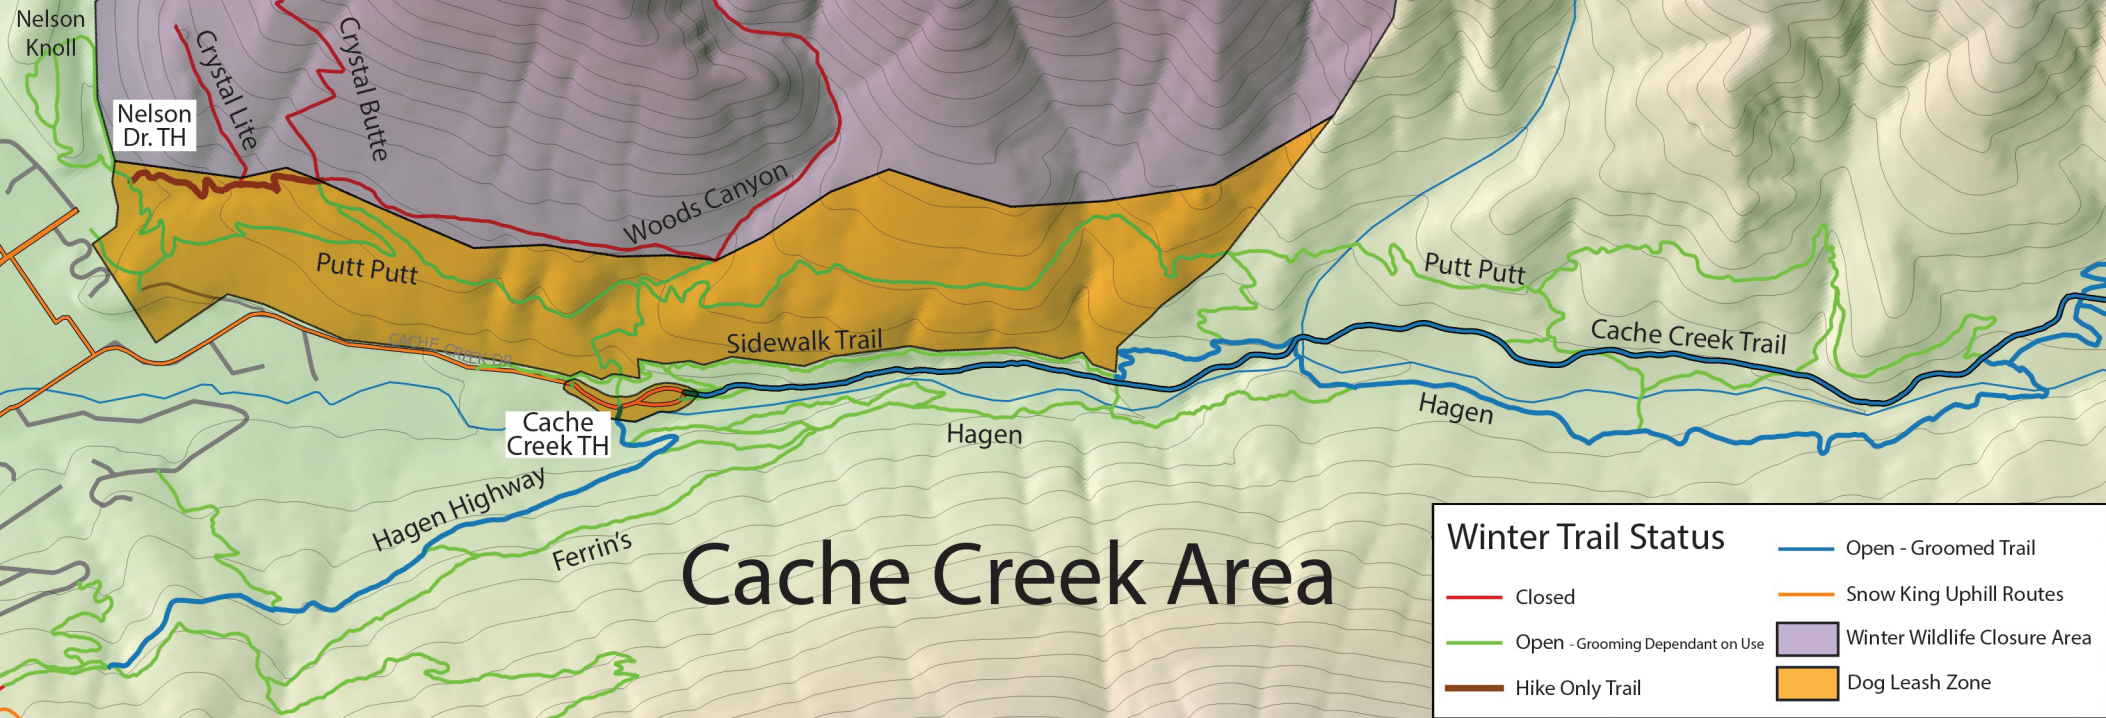 Nelson
Knoll
Crystal Lite
Crystal Butte
Nelson
Dr. TH
Woods Canyon
Putt Putt
Putt Putt
Sidewalk Trail
CACHE CREEK DR
Cache Creek Trail
Cache
Creek TH
Hagen
Hagen
Hagen Highway
Ferrin's
Cache Creek Area
Winter Trail Status
Closed
Open - Grooming Dependant on Use
Hike Only Trail
Open - Groomed Trail
Snow King Uphill Routes
Winter Wildlife Closure Area
Dog Leash Zone